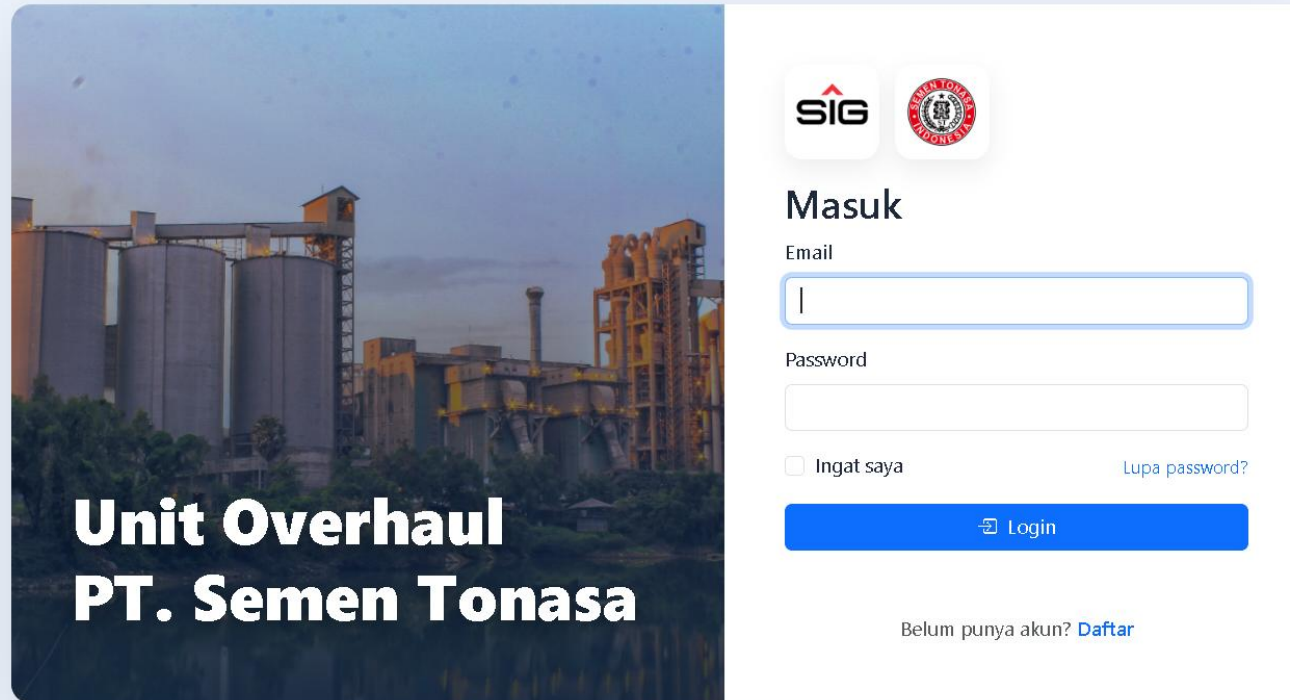 Unit Overhaul
PT. Semen Tonasa
SIG
SEMEN TONASA
INDONESIA
Masuk
Email
Password
Ingat saya
Lupa password?
Login
Belum punya akun? Daftar